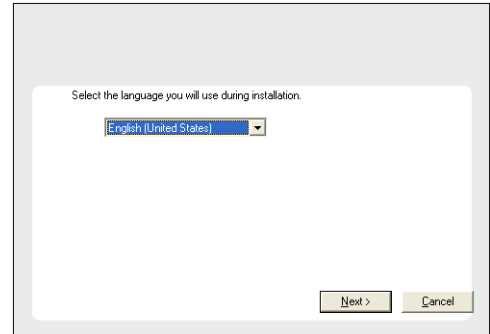 Select the language you will use during installation.
English (United States)
Next >
Cancel